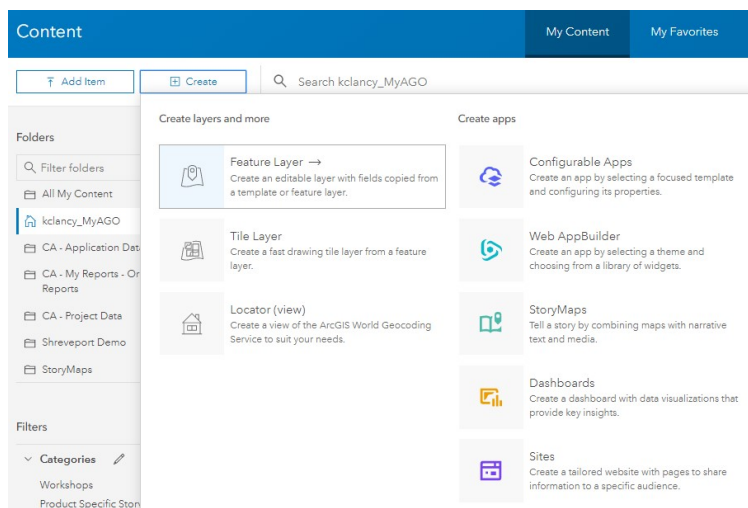 Content
My Content
My Favorites
Add Item
Create
Search kclancy_MyAGO
Folders
Filter folders
All My Content
kclancy_MyAGO
CA - Application Dat
CA - My Reports - Or
Reports
CA - Project Data
Shreveport Demo
StoryMaps
Filters
Categories
Workshops
Product Specific Ston
Create layers and more
Feature Layer →
Create an editable layer with fields copied from
a template or feature layer.
Tile Layer
Create a fast drawing tile layer from a feature
layer.
Locator (view)
Create a view of the ArcGIS World Geocoding
Service to suit your needs.
Create apps
Configurable Apps
Create an app by selecting a focused template
and configuring its properties.
Web AppBuilder
Create an app by selecting a theme and
choosing from a library of widgets.
StoryMaps
Tell a story by combining maps with narrative
text and media.
Dashboards
Create a dashboard with data visualizations that
provide key insights.
Sites
Create a tailored website with pages to share
information to a specific audience.